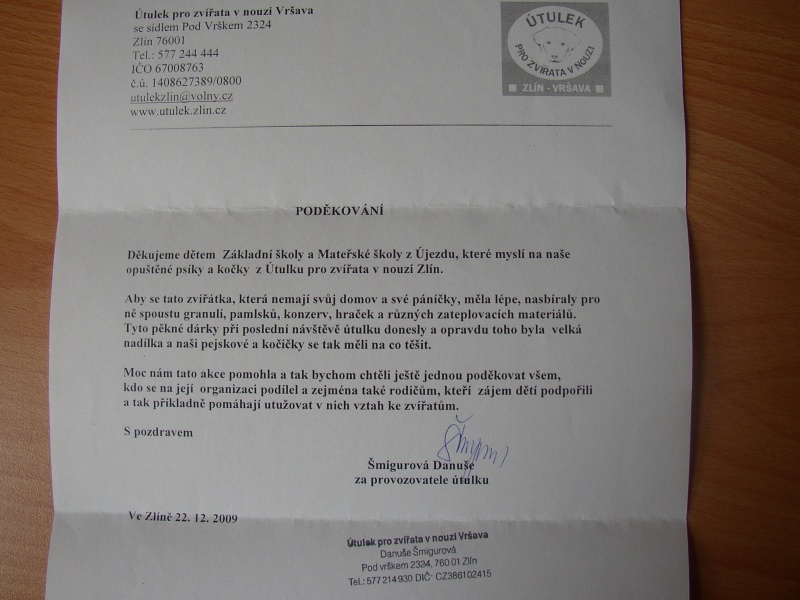 Útulek pro zvířata v nouzi Vršava
se sídlem Pod Vrškem 2324
Zlín 76001
Tel.: 577 244 444
IČO 67008763
č.ú. 1408627389/0800
utulekzlin@volny.cz
www.utulek.zlin.cz
ÚTULEK
PRO ZVÍŘATA V NOUZI
ZLÍN - VRŠAVA
PODĚKOVÁNÍ
Děkujeme dětem Základní školy a Mateřské školy z Újezdu, které myslí na naše
opuštěné psíky a kočky z Útulku pro zvířata v nouzi Zlín.
Aby se tato zvířátka, která nemají svůj domov a své páníčky, měla lépe, nasbíraly pro
ně spoustu granulí, pamlsků, konzerv, hraček a různých zateplovacích materiálů.
Tyto pěkné dárky při poslední návštěvě útulku donesly a opravdu toho byla velká
nadílka a naši pejskové a kočičky se tak měli na co těšit.
Moc nám tato akce pomohla a tak bychom chtěli ještě jednou poděkovat všem,
kdo se na její organizaci podílel a zejména také rodičům, kteří zájem dětí podpořili
a tak příkladně pomáhají utužovat v nich vztah ke zvířatům.
S pozdravem
Šmigurová Danuše
za provozovatele útulku
Ve Zlíně 22. 12. 2009
Útulek pro zvířata v nouzi Vršava
Danuše Šmigurová
Pod vrškem 2324, 760 01 Zlín
Tel.: 577 214 930 DIČ: CZ386102415